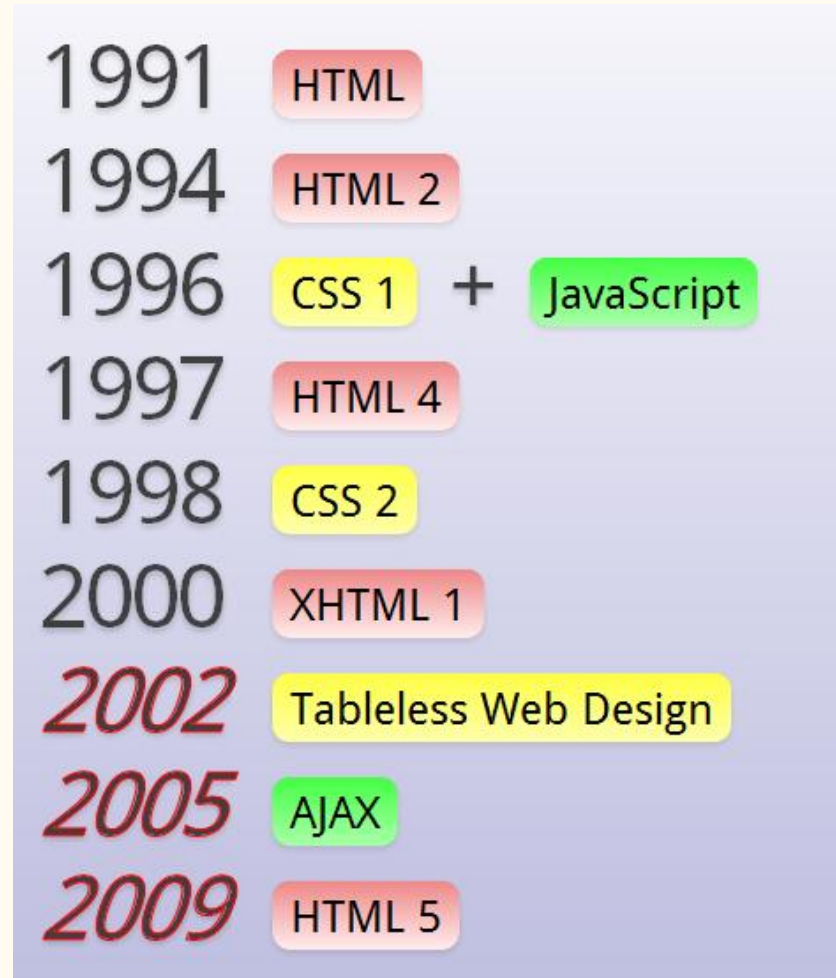 1991 HTML
1994 HTML 2
1996 CSS 1 + JavaScript
1997 HTML 4
1998 CSS 2
2000 XHTML 1
2002 Tableless Web Design
2005 AJAX
2009 HTML 5